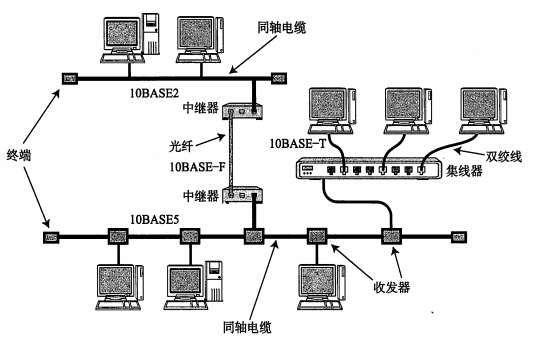 同轴电缆
10BASE2
中继器
光纤
10BASE-T
双绞线
10BASE-F
终端
集线器
中继器
10BASE5
收发器
同轴电缆